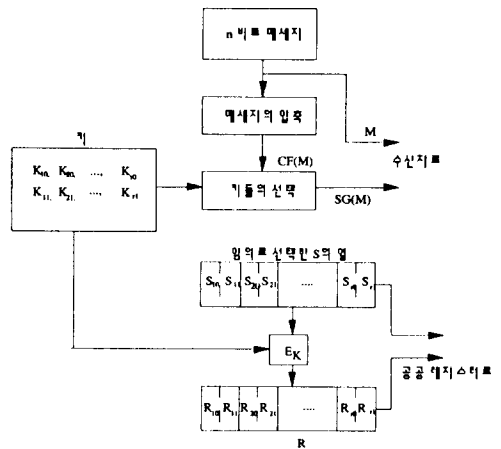 n 비트 메세지
메세지의 압축
M
수신자로
키
CF(M)
K₁₀, K₂₀, ...., Kᵣ₀
K₁₁, K₂₁, ...., Kᵣ₁
키들의 선택
SG(M)
임의로 선택된 S의 열
S₁₀ S₁₁ S₂₀ S₂₁ .... Sᵣ₀ Sᵣ₁
E_K
공공 레지스터로
R₁₀ R₁₁ R₂₀ R₂₁ .... Rᵣ₀ Rᵣ₁
R